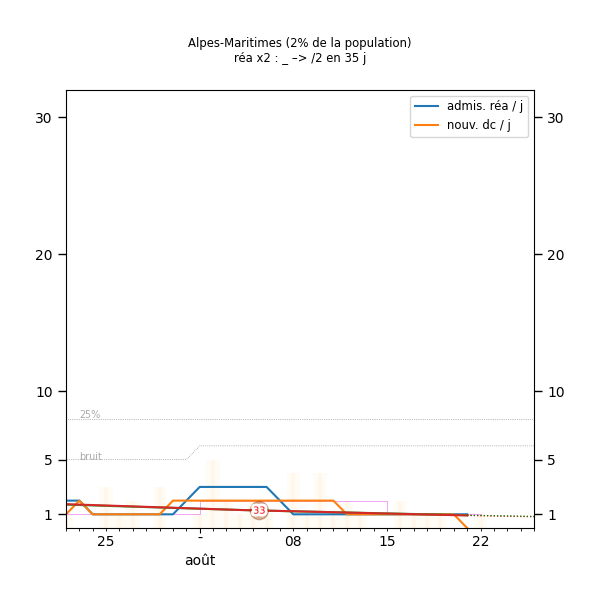 Alpes-Maritimes (2% de la population)
réa x2 : _ –> /2 en 35 j
admis. réa / j
nouv. dc / j
30 30
20 20
10 10
25%
bruit
5 5
33
1 1
25 - 08 15 22
août